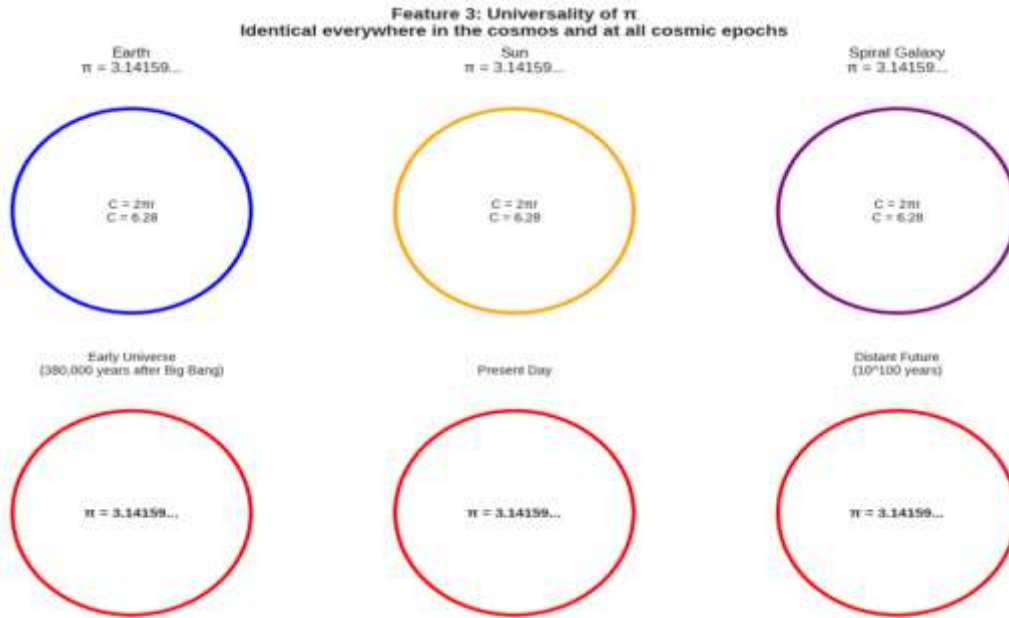 Feature 3: Universality of π
Identical everywhere in the cosmos and at all cosmic epochs
Earth
π = 3.14159...
Sun
π = 3.14159...
Spiral Galaxy
π = 3.14159...
C = 2πr
C = 6.28
C = 2πr
C = 6.28
C = 2πr
C = 6.28
Early Universe
(380,000 years after Big Bang)
Present Day
Distant Future
(10^100 years)
π = 3.14159...
π = 3.14159...
π = 3.14159...